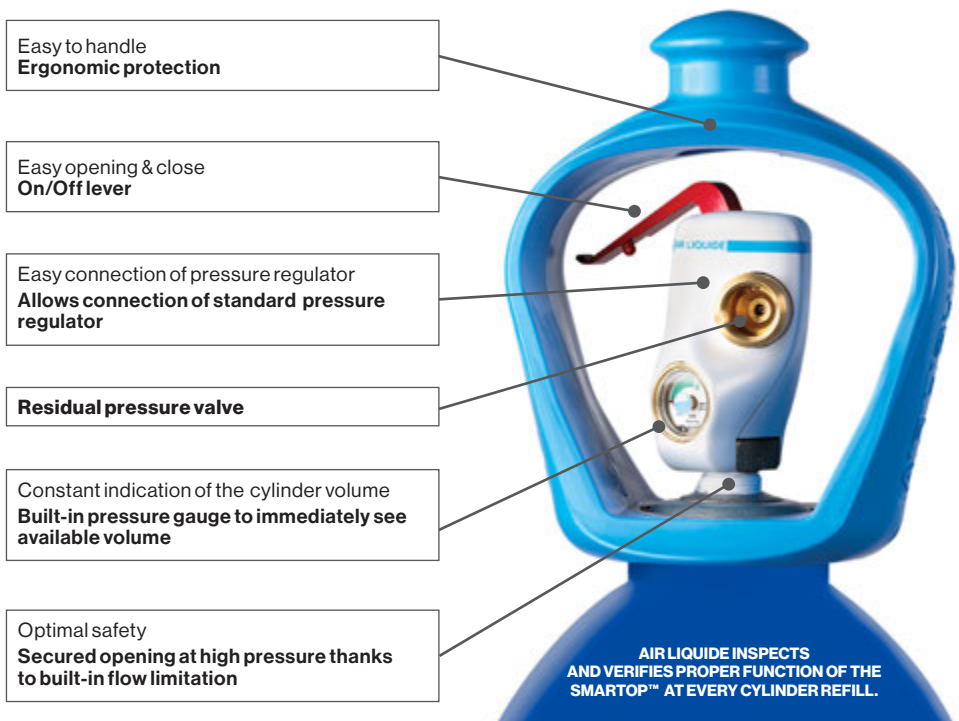 Easy to handle
Ergonomic protection
Easy opening & close
On/Off lever
Easy connection of pressure regulator
Allows connection of standard pressure
regulator
Residual pressure valve
Constant indication of the cylinder volume
Built-in pressure gauge to immediately see
available volume
Optimal safety
Secured opening at high pressure thanks
to built-in flow limitation
AIR LIQUIDE
AIR LIQUIDE INSPECTS
AND VERIFIES PROPER FUNCTION OF THE
SMARTOP™ AT EVERY CYLINDER REFILL.